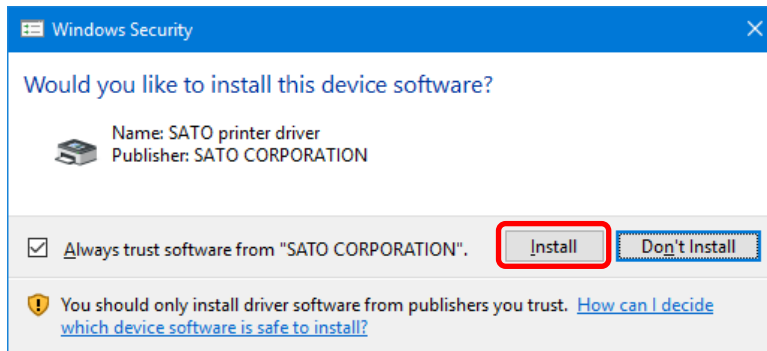 Windows Security
Would you like to install this device software?
Name: SATO printer driver
Publisher: SATO CORPORATION
Always trust software from "SATO CORPORATION".
Install
Don't Install
You should only install driver software from publishers you trust. How can I decide
which device software is safe to install?